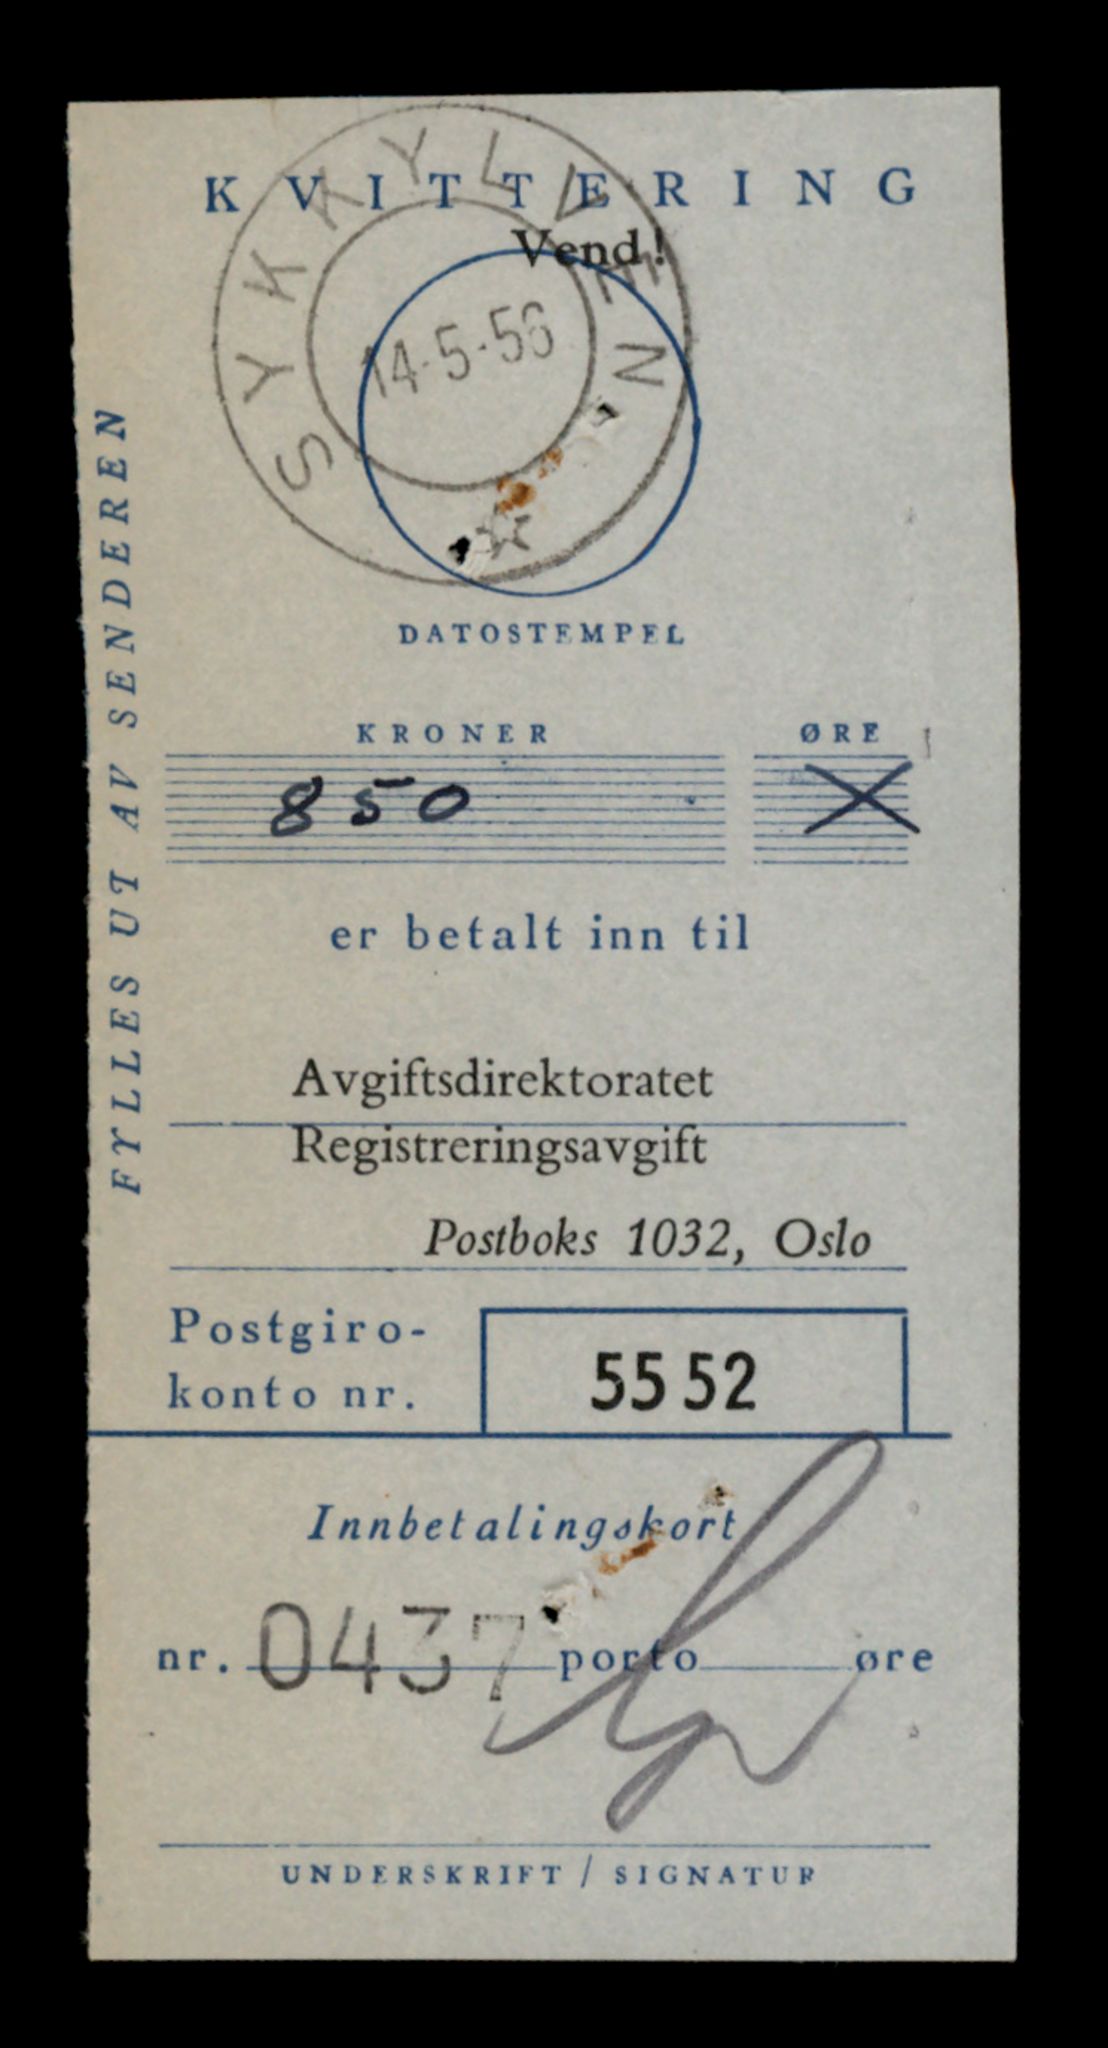 KVITTERING
Vend!
SYKKYLVEN
14-5-56
DATOSTEMPEL
FYLLES UT AV SENDEREN
KRONER ØRE
850 X
er betalt inn til
Avgiftsdirektoratet
Registreringsavgift
Postboks 1032, Oslo
Postgiro-
konto nr. 5552
Innbetalingskort
nr. 0437 porto øre
UNDERSKRIFT / SIGNATUR